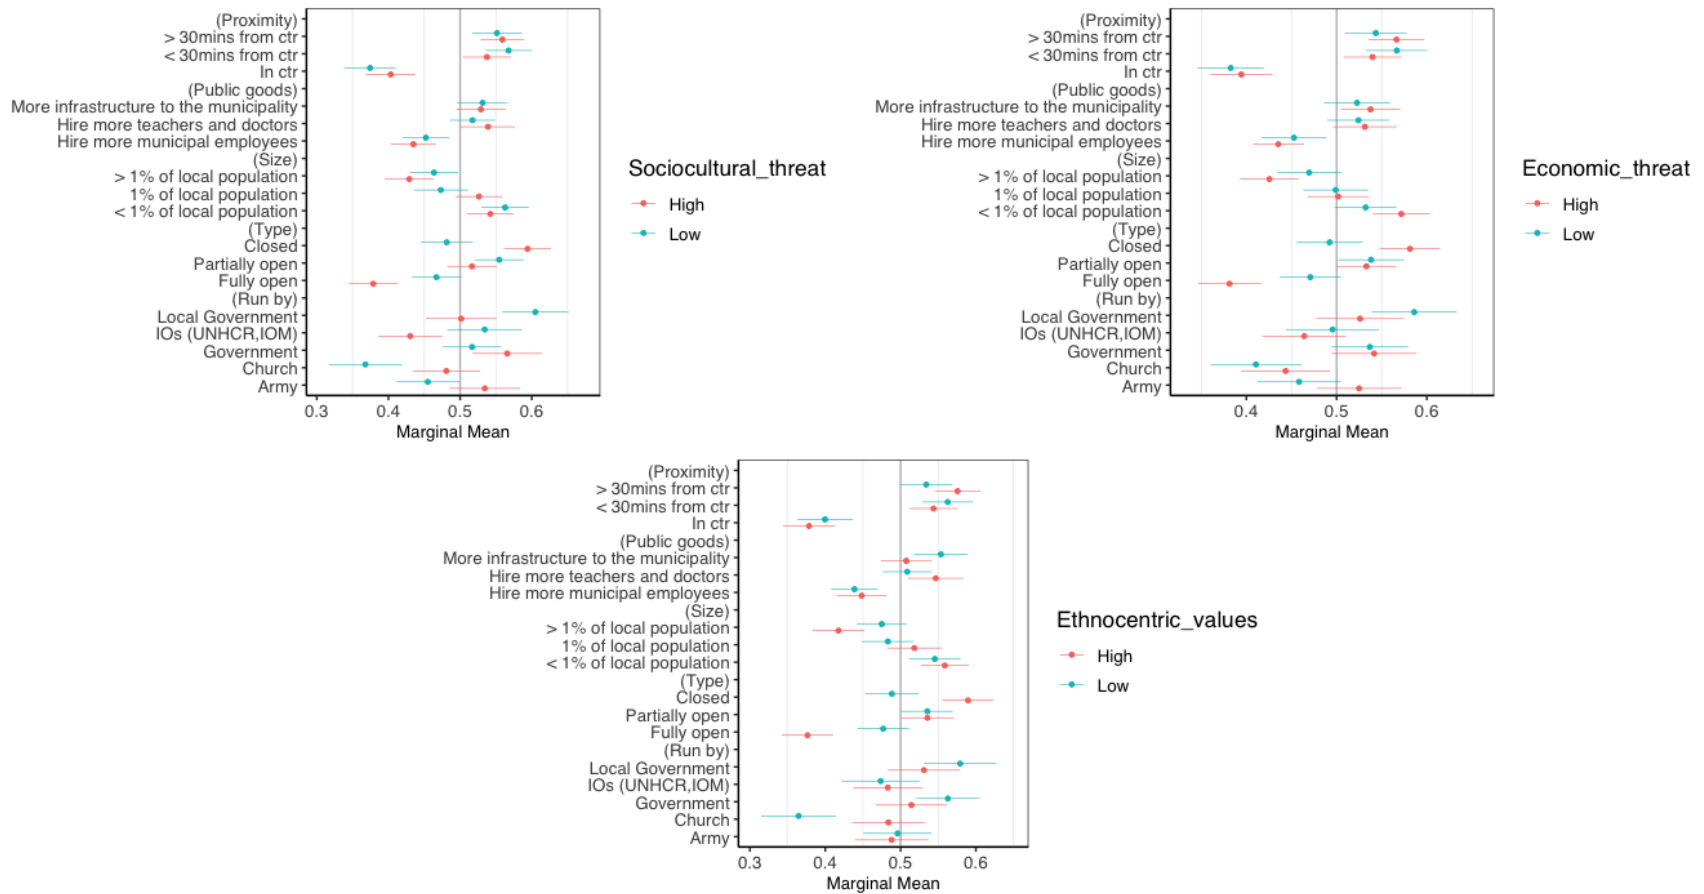 (Proximity)
> 30mins from ctr
< 30mins from ctr
In ctr
(Public goods)
More infrastructure to the municipality
Hire more teachers and doctors
Hire more municipal employees
(Size)
> 1% of local population
1% of local population
< 1% of local population
(Type)
Closed
Partially open
Fully open
(Run by)
Local Government
IOs (UNHCR,IOM)
Government
Church
Army
0.3 0.4 0.5 0.6
Marginal Mean
Sociocultural_threat
High
Low
(Proximity)
> 30mins from ctr
< 30mins from ctr
In ctr
(Public goods)
More infrastructure to the municipality
Hire more teachers and doctors
Hire more municipal employees
(Size)
> 1% of local population
1% of local population
< 1% of local population
(Type)
Closed
Partially open
Fully open
(Run by)
Local Government
IOs (UNHCR,IOM)
Government
Church
Army
0.4 0.5 0.6
Marginal Mean
Economic_threat
High
Low
(Proximity)
> 30mins from ctr
< 30mins from ctr
In ctr
(Public goods)
More infrastructure to the municipality
Hire more teachers and doctors
Hire more municipal employees
(Size)
> 1% of local population
1% of local population
< 1% of local population
(Type)
Closed
Partially open
Fully open
(Run by)
Local Government
IOs (UNHCR,IOM)
Government
Church
Army
0.3 0.4 0.5 0.6
Marginal Mean
Ethnocentric_values
High
Low